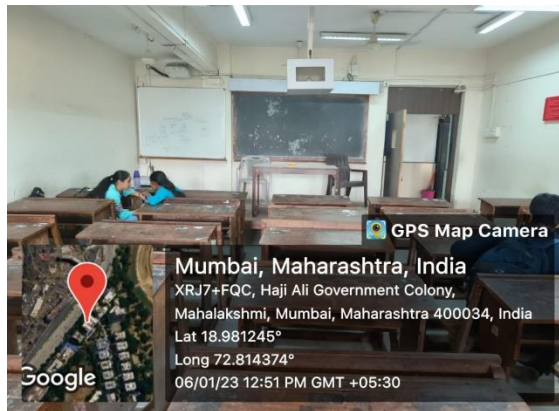 GPS Map Camera
Mumbai, Maharashtra, India
XRJ7+FQC, Haji Ali Government Colony,
Mahalakshmi, Mumbai, Maharashtra 400034, India
Lat 18.981245°
Long 72.814374°
06/01/23 12:51 PM GMT +05:30
Google